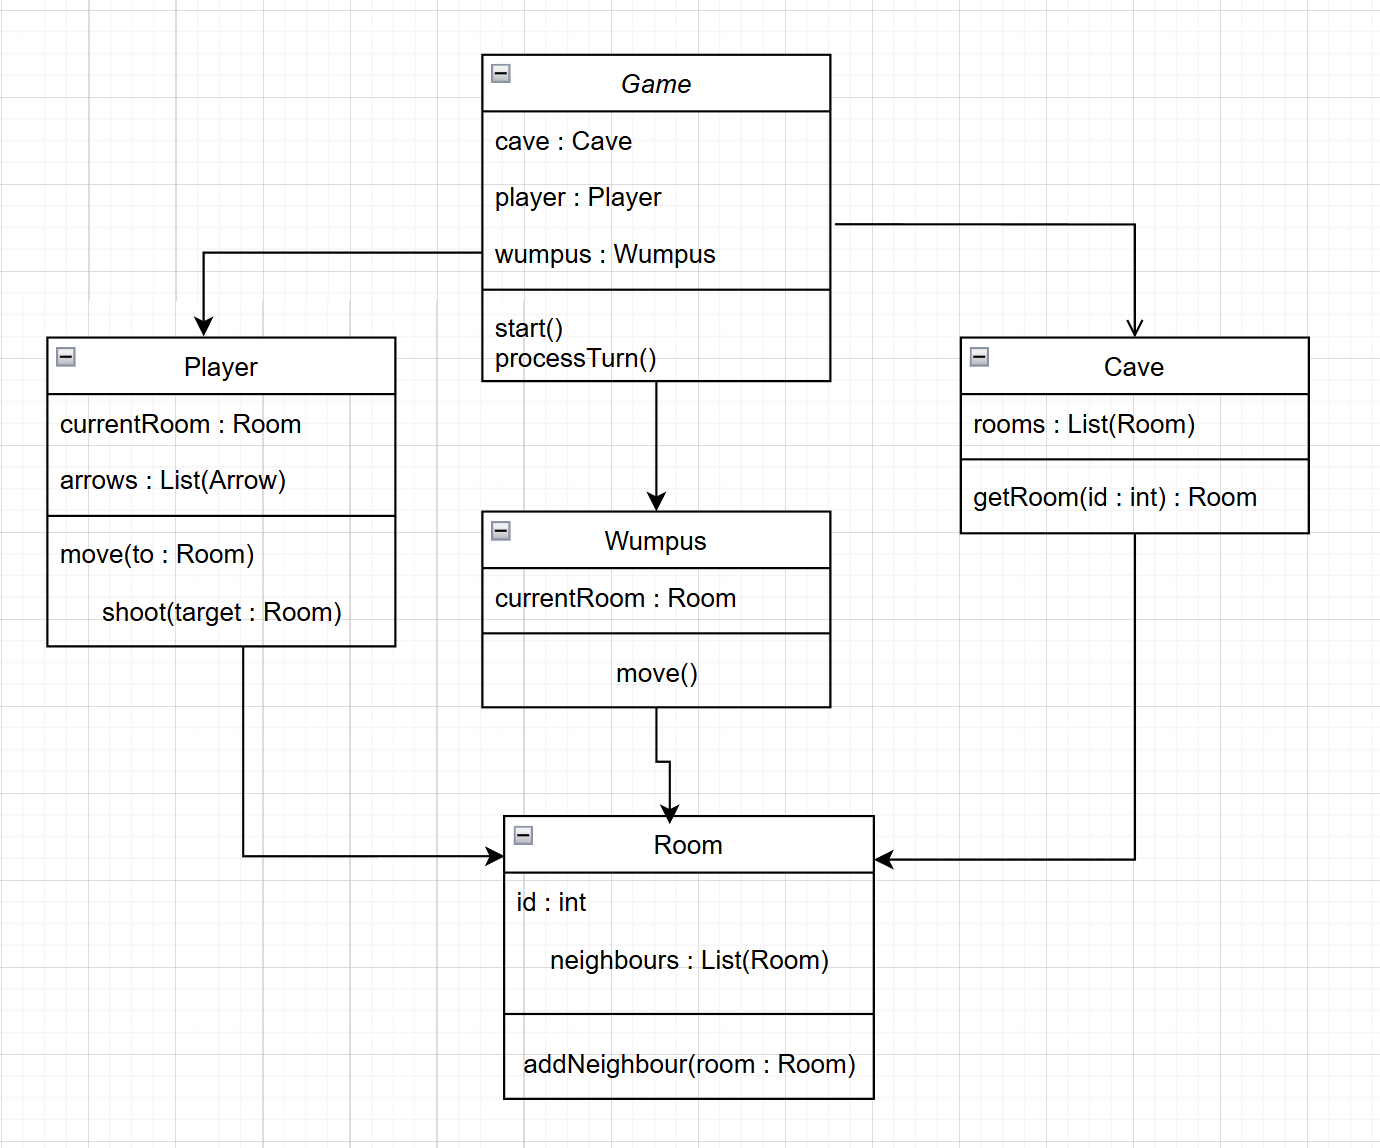 Game
cave : Cave
player : Player
wumpus : Wumpus
start()
processTurn()
Player
currentRoom : Room
arrows : List(Arrow)
move(to : Room)
shoot(target : Room)
Wumpus
currentRoom : Room
move()
Cave
rooms : List(Room)
getRoom(id : int) : Room
Room
id : int
neighbours : List(Room)
addNeighbour(room : Room)